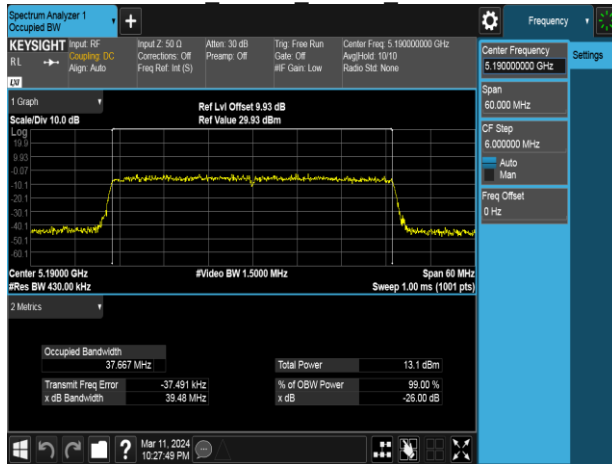 Spectrum Analyzer 1
Occupied BW
Frequency
KEYSIGHT
Input: RF
Coupling: DC
Align: Auto
Input Z: 50 Ω
Corrections: Off
Freq Ref: Int (S)
Atten: 30 dB
Preamp: Off
Trig: Free Run
Gate: Off
#IF Gain: Low
Center Freq: 5.190000000 GHz
Avg|Hold: 10/10
Radio Std: None
RL
LXI
Center Frequency
5.190000000 GHz
Settings
Span
60.000 MHz
CF Step
6.000000 MHz
Auto
Man
Freq Offset
0 Hz
1 Graph
Scale/Div 10.0 dB
Ref Lvl Offset 9.93 dB
Ref Value 29.93 dBm
Log
19.9
9.93
-0.07
-10.1
-20.1
-30.1
-40.1
-50.1
-60.1
Center 5.19000 GHz
#Video BW 1.5000 MHz
Span 60 MHz
#Res BW 430.00 kHz
Sweep 1.00 ms (1001 pts)
2 Metrics
Occupied Bandwidth
37.667 MHz
Total Power 13.1 dBm
Transmit Freq Error -37.491 kHz
% of OBW Power 99.00 %
x dB Bandwidth 39.48 MHz
x dB -26.00 dB
?
Mar 11, 2024
10:27:49 PM